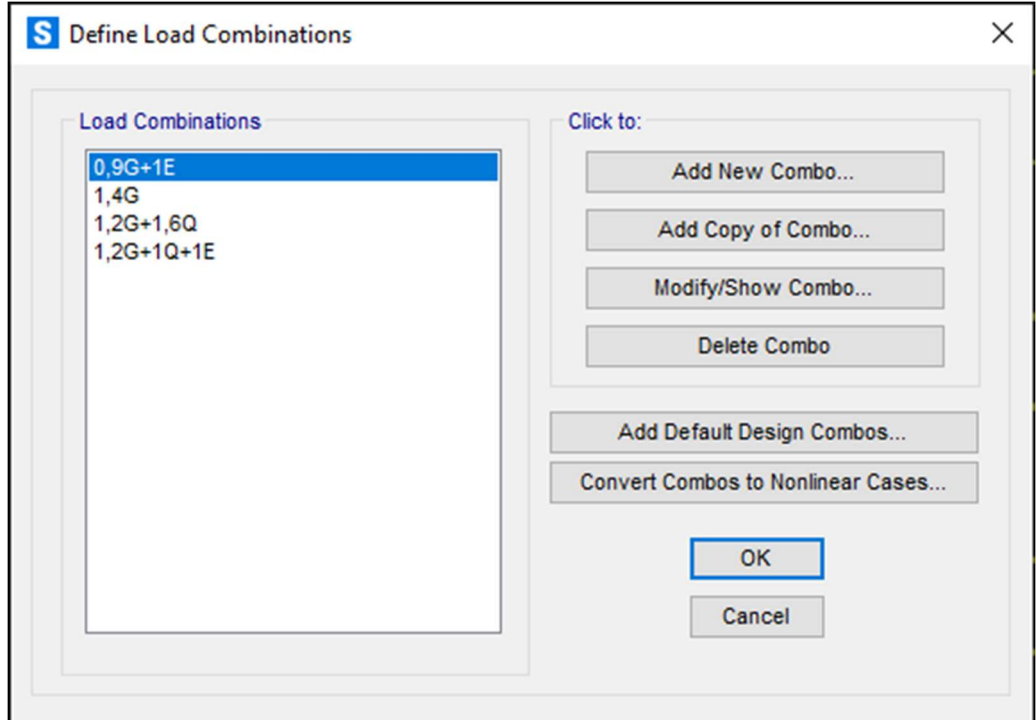 S Define Load Combinations
Load Combinations
0,9G+1E
1,4G
1,2G+1,6Q
1,2G+1Q+1E
Click to:
Add New Combo...
Add Copy of Combo...
Modify/Show Combo...
Delete Combo
Add Default Design Combos...
Convert Combos to Nonlinear Cases...
OK
Cancel